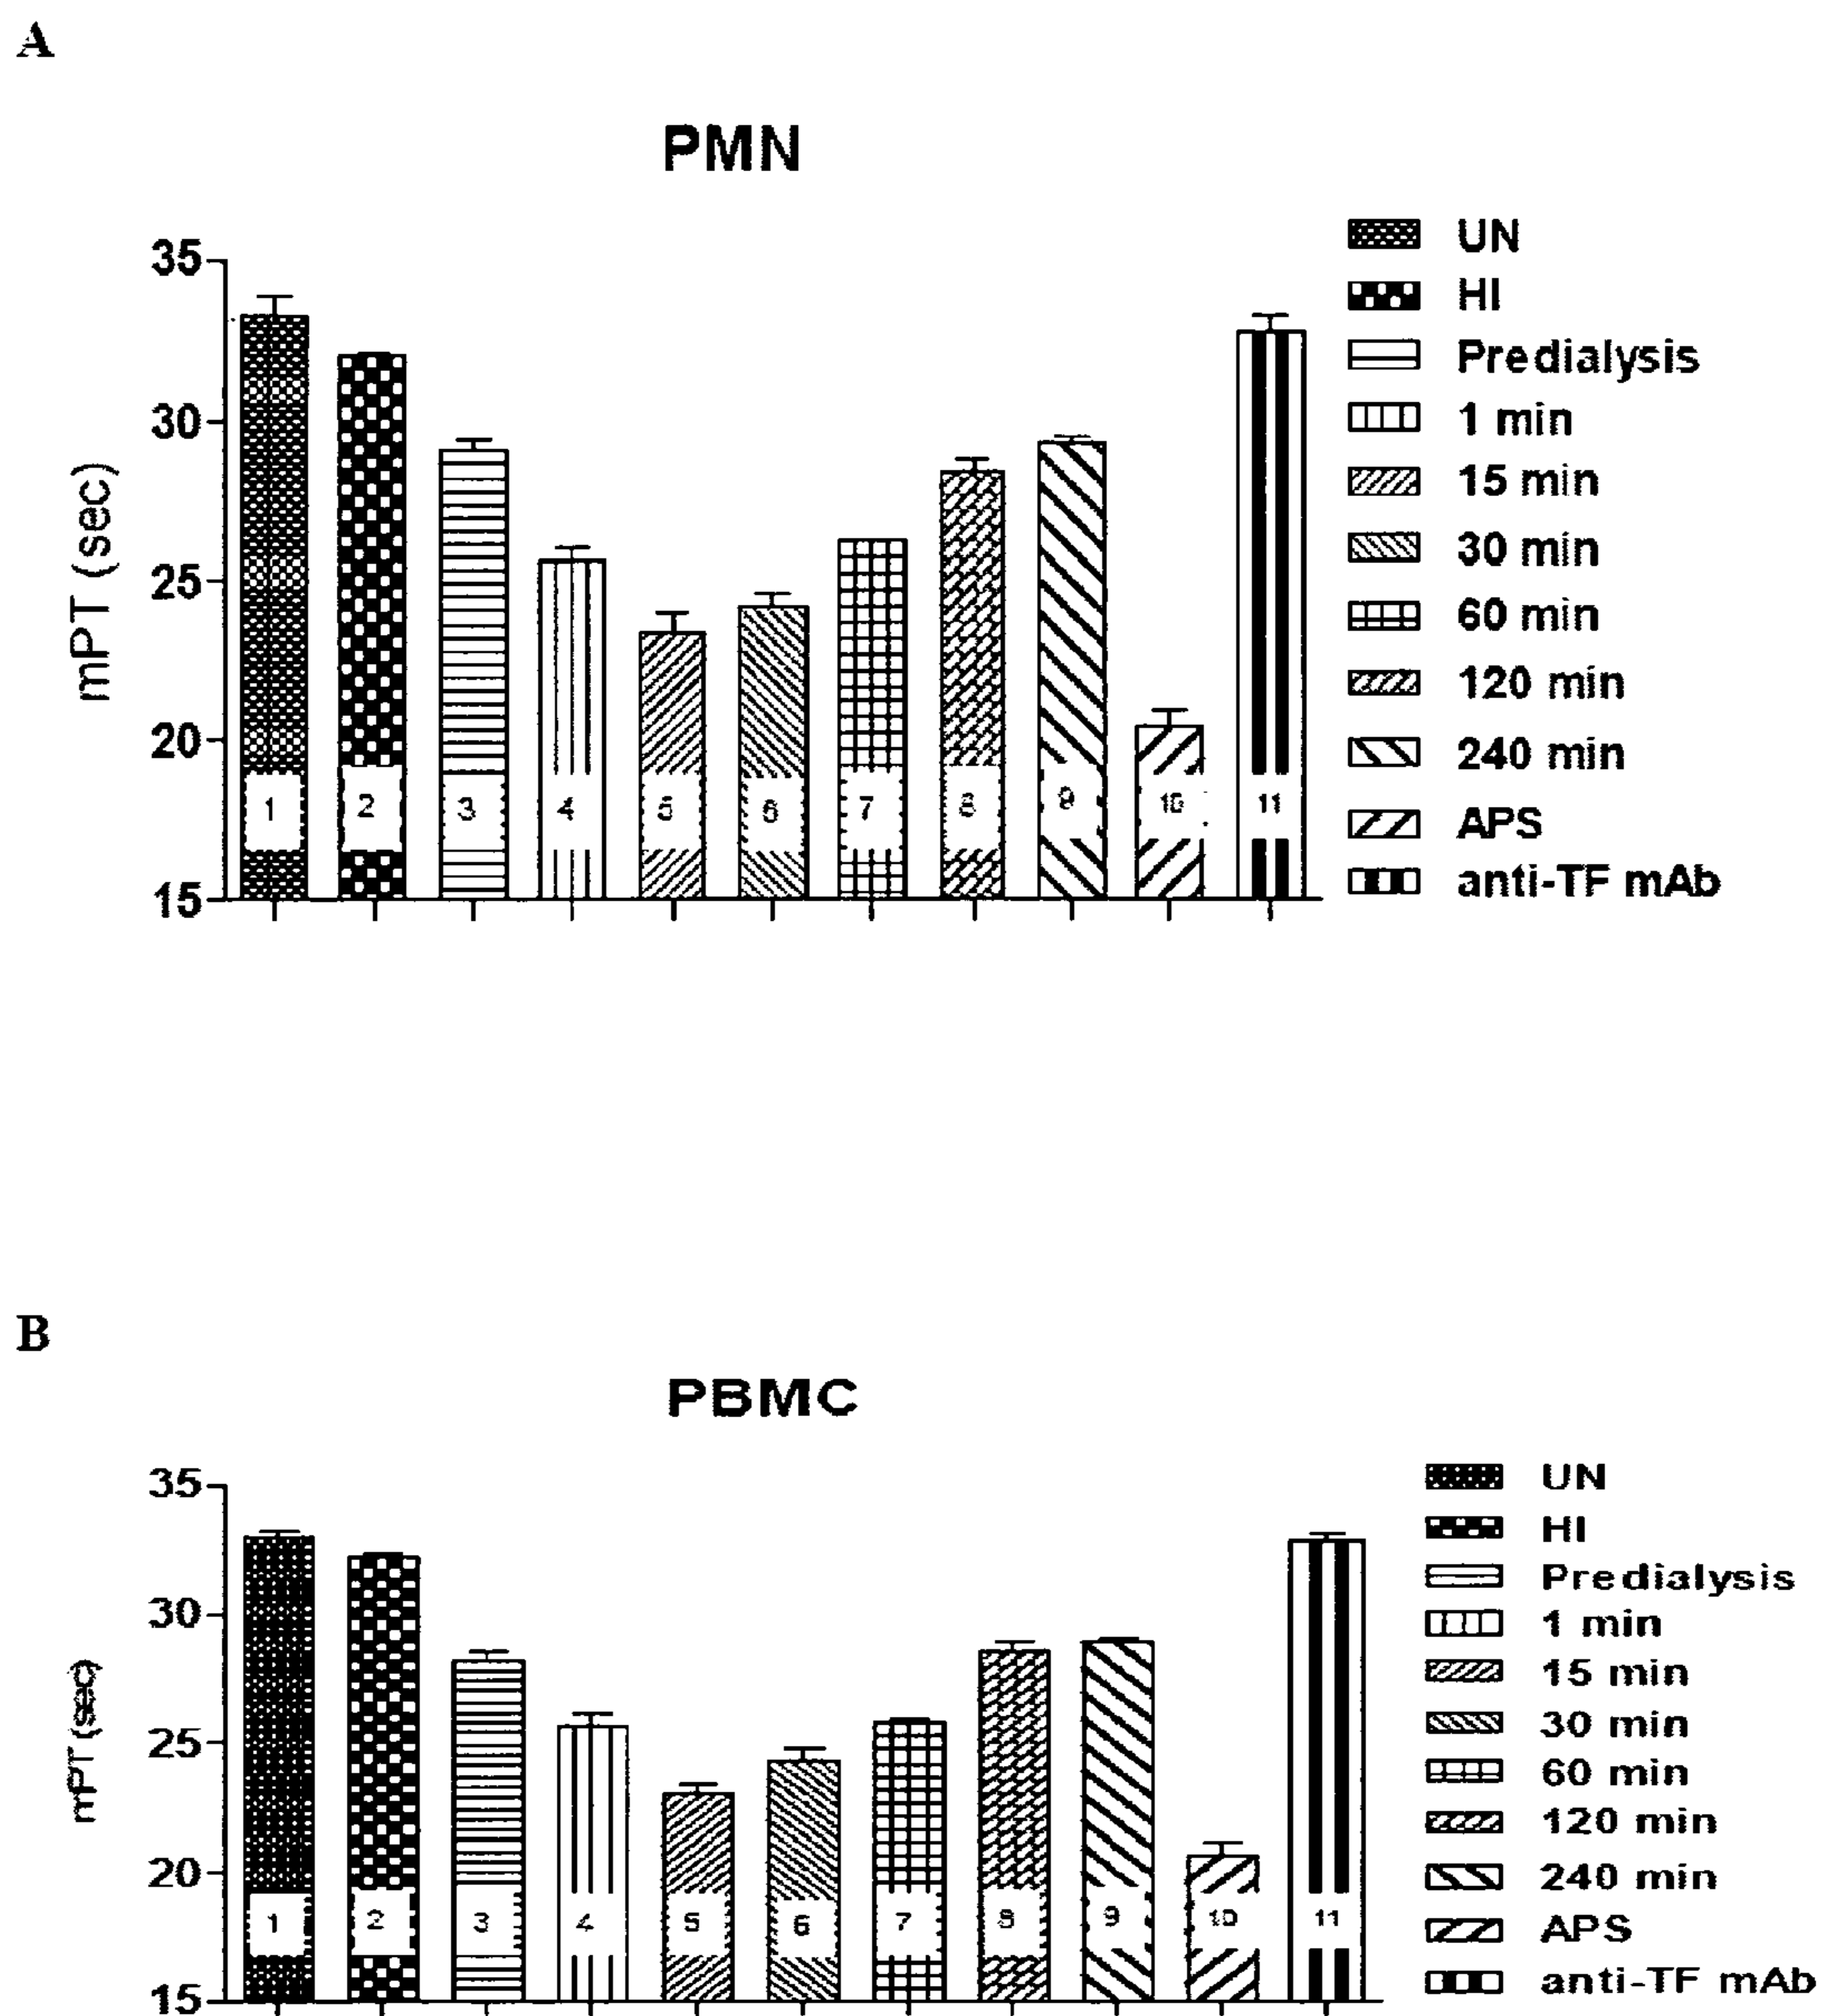 A
PMN
35
30
25
20
15
mPT (sec)
1
2
3
4
5
6
7
8
9
10
11
UN
HI
Predialysis
1 min
15 min
30 min
60 min
120 min
240 min
APS
anti-TF mAb
B
PBMC
35
30
25
20
15
mPT (sec)
1
2
3
4
5
6
7
8
9
10
11
UN
HI
Predialysis
1 min
15 min
30 min
60 min
120 min
240 min
APS
anti-TF mAb